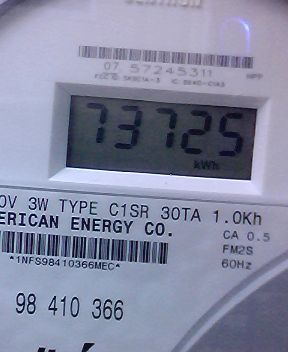 07 57245311
73725
kWh
0V 3W TYPE C1SR 30TA 1.0Kh
ERICAN ENERGY CO.
CA 0.5
FM2S
*1NFS98410366MEC*
60Hz
98 410 366